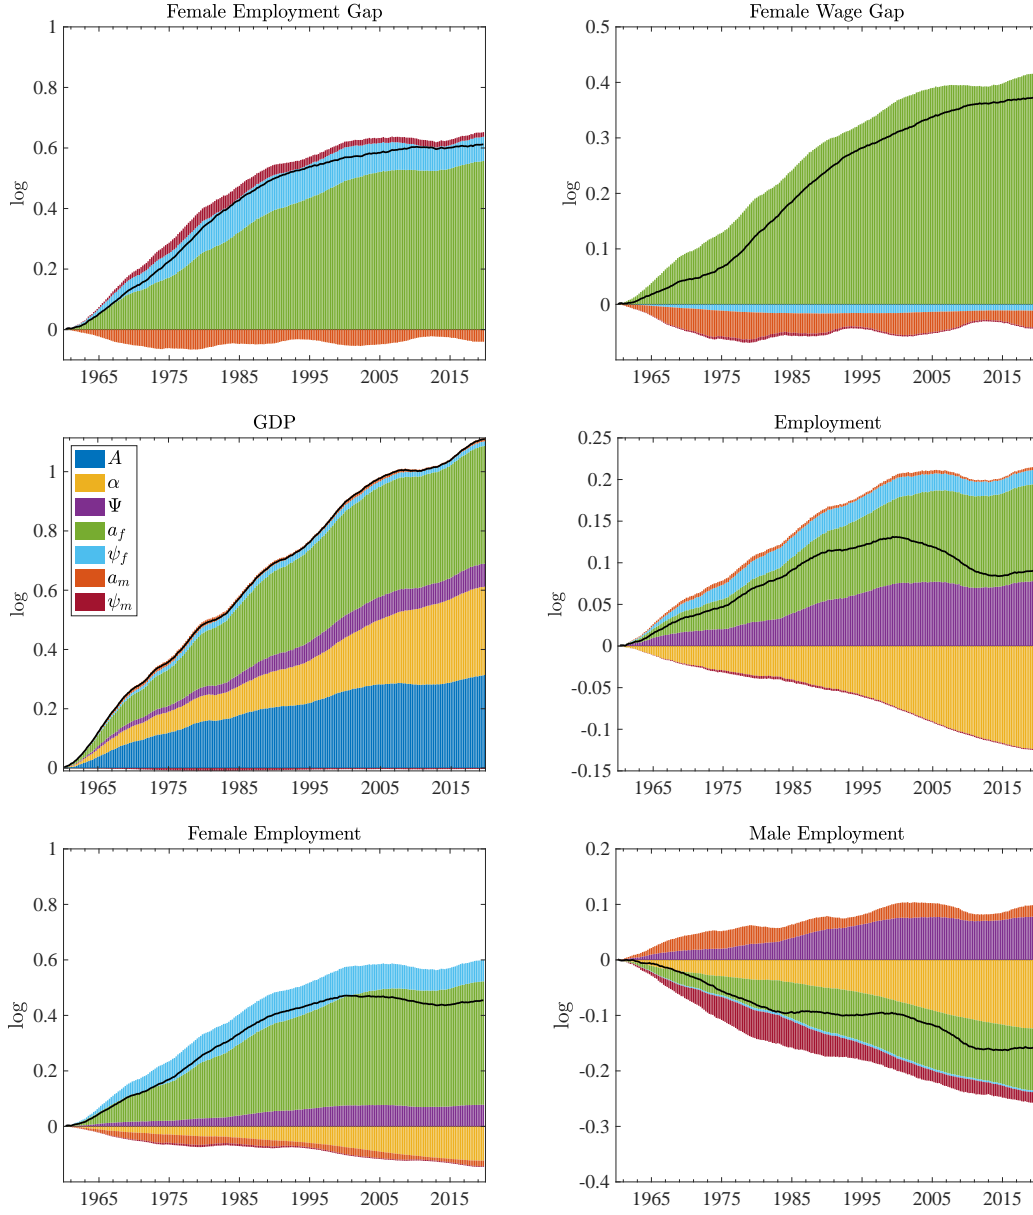 Female Employment Gap
1
0.8
0.6
0.4
0.2
0
log
1965 1975 1985 1995 2005 2015
Female Wage Gap
0.5
0.4
0.3
0.2
0.1
0
log
1965 1975 1985 1995 2005 2015
GDP
1
0.8
0.6
0.4
0.2
0
log
A
α
Ψ
a_f
ψ_f
a_m
ψ_m
1965 1975 1985 1995 2005 2015
Employment
0.25
0.2
0.15
0.1
0.05
0
-0.05
-0.1
-0.15
log
1965 1975 1985 1995 2005 2015
Female Employment
1
0.8
0.6
0.4
0.2
0
log
1965 1975 1985 1995 2005 2015
Male Employment
0.2
0.1
0
-0.1
-0.2
-0.3
-0.4
log
1965 1975 1985 1995 2005 2015